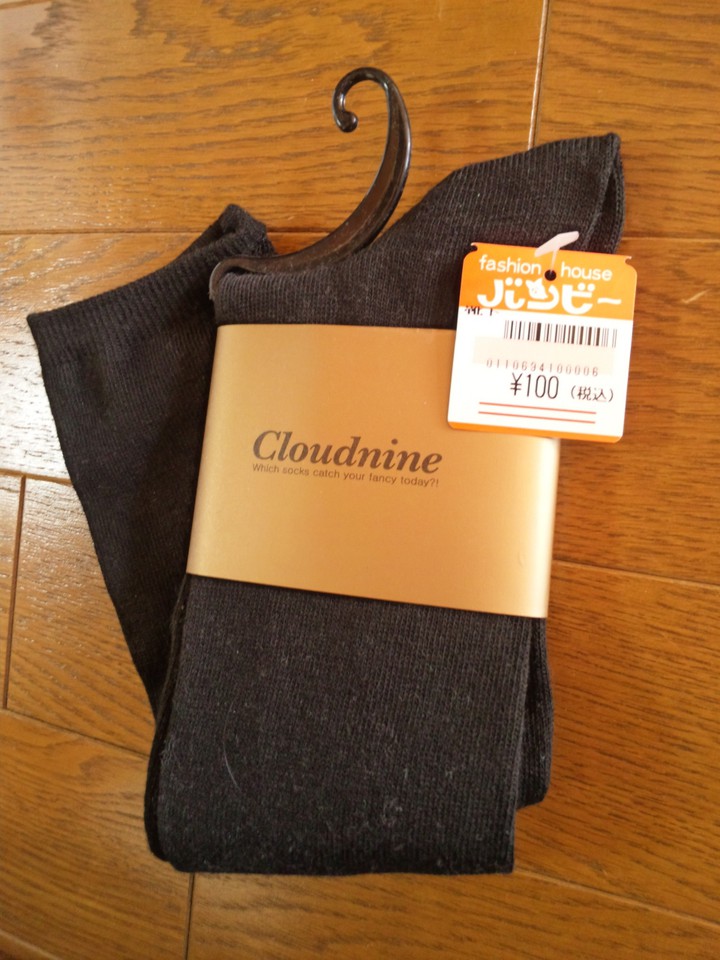 fashion house
バンビー
0110694100006
¥100 (税込)
Cloudnine
Which socks catch your fancy today?!